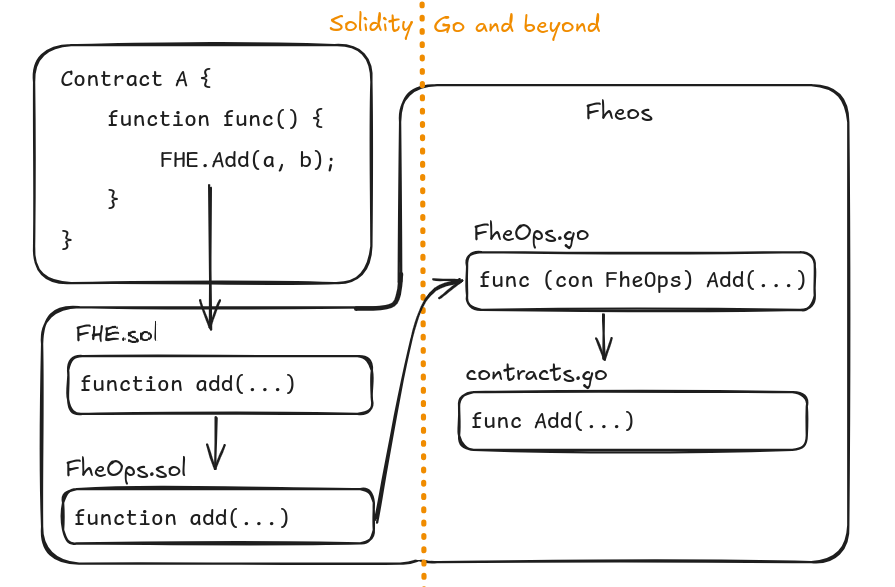 Solidity
Go and beyond
Contract A {
function func() {
FHE.Add(a, b);
}
}
Fheos
FHE.sol
function add(...)
FheOps.sol
function add(...)
FheOps.go
func (con FheOps) Add(...)
contracts.go
func Add(...)